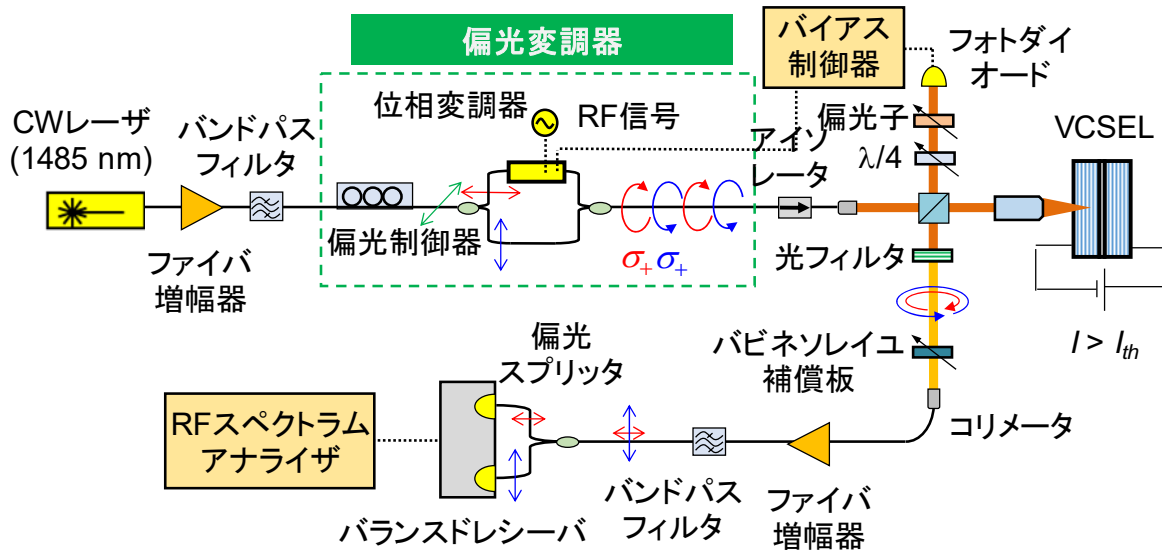 偏光変調器
バイアス
制御器
フォトダイ
オード
CWレーザ
(1485 nm)
バンドパス
フィルタ
位相変調器
RF信号
アイソ
レータ
偏光子
λ/4
VCSEL
偏光制御器
σ+ σ+
ファイバ
増幅器
光フィルタ
バビネソレイユ
補償板
I > Ith
偏光
スプリッタ
RFスペクトラム
アナライザ
コリメータ
バランスドレシーバ
バンドパス
フィルタ
ファイバ
増幅器